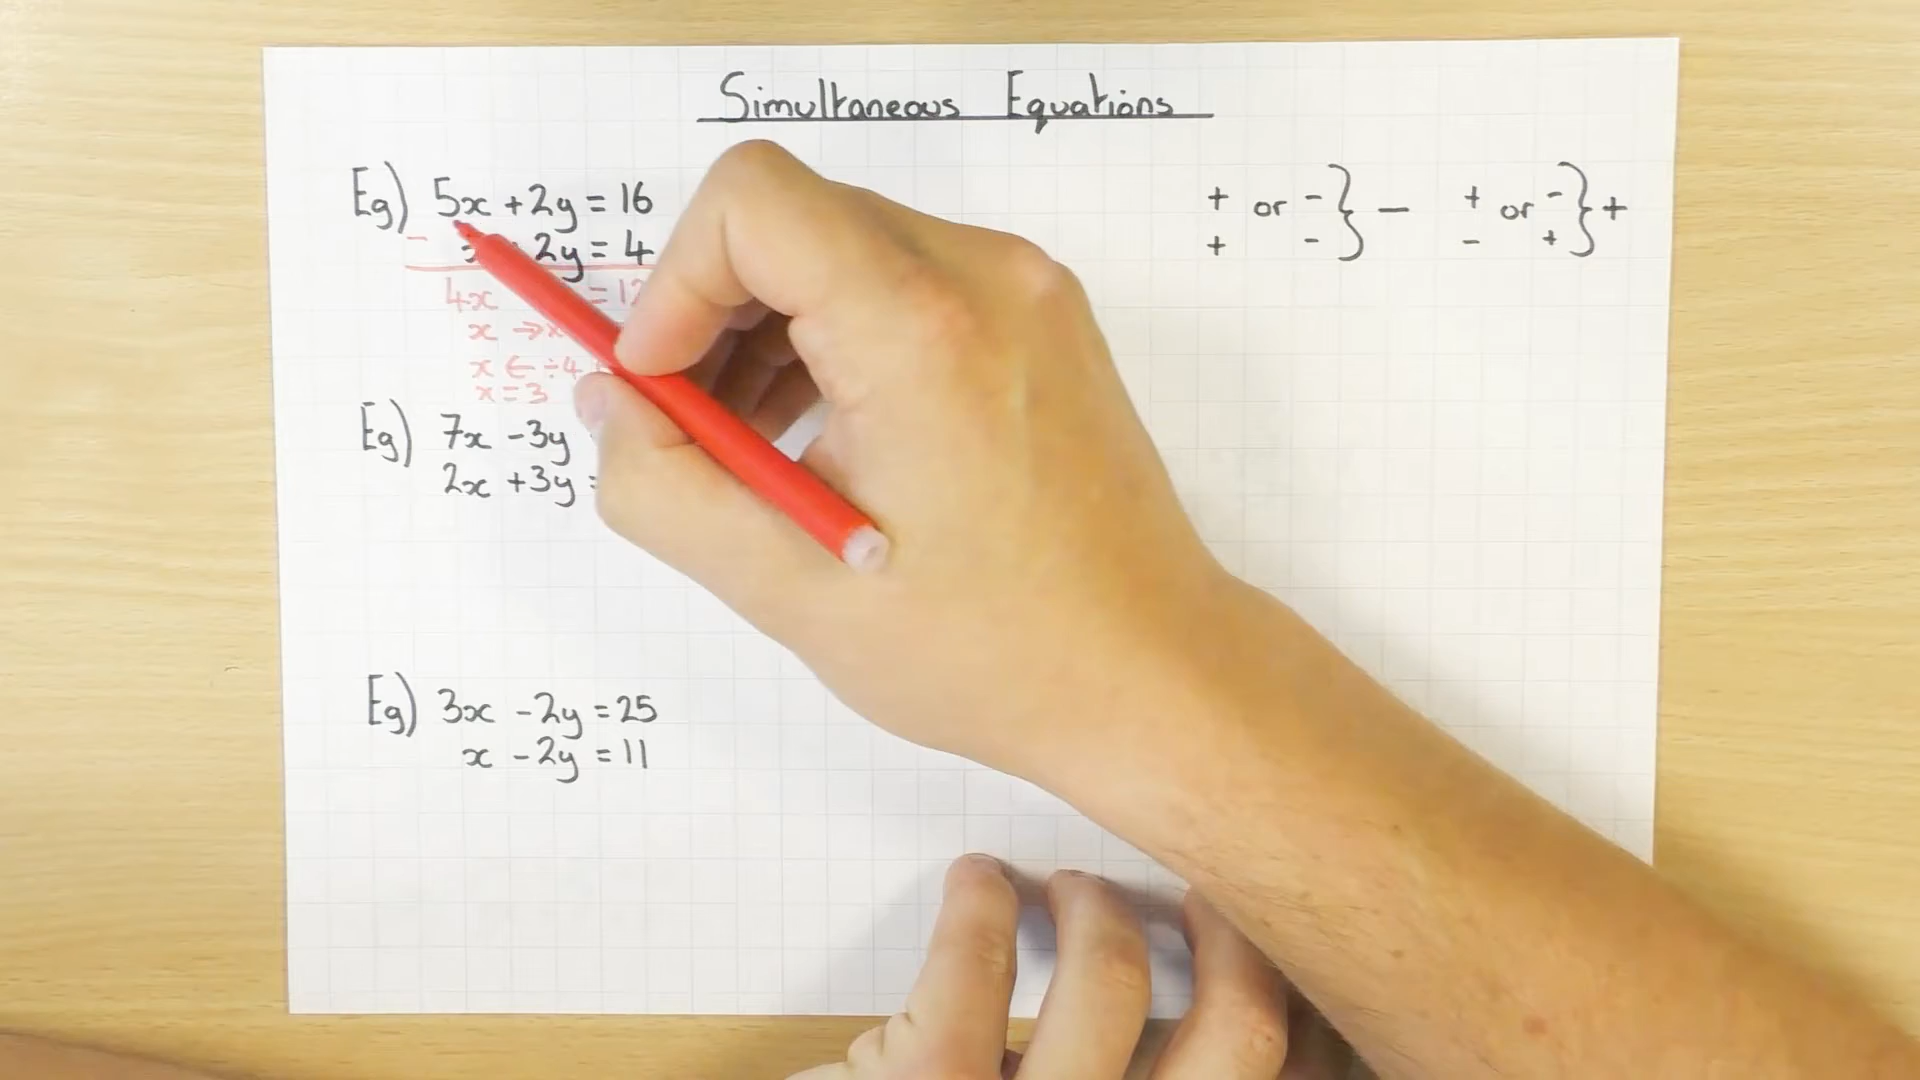 Simultaneous Equations
Eg) 5x + 2y = 16
- 2y = 4
4x = 12
x →x
x ← ÷4
x = 3
Eg) 7x - 3y
2x + 3y =
Eg) 3x - 2y = 25
x - 2y = 11
+ or - } -
+ -
+ or - } +
- +